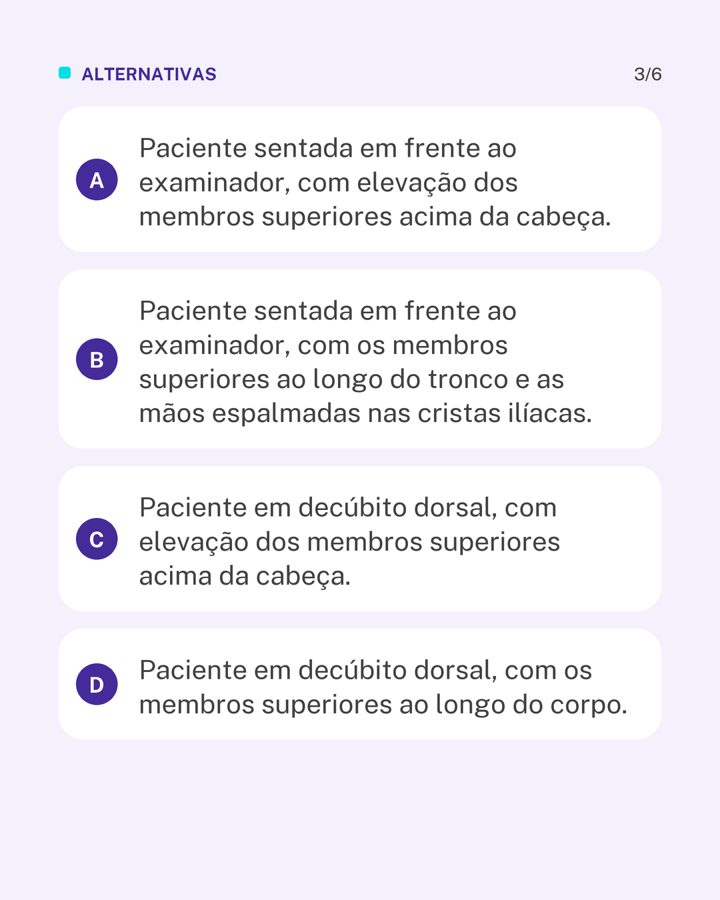 ALTERNATIVAS
3/6
A
Paciente sentada em frente ao
examinador, com elevação dos
membros superiores acima da cabeça.
B
Paciente sentada em frente ao
examinador, com os membros
superiores ao longo do tronco e as
mãos espalmadas nas cristas ilíacas.
C
Paciente em decúbito dorsal, com
elevação dos membros superiores
acima da cabeça.
D
Paciente em decúbito dorsal, com os
membros superiores ao longo do corpo.